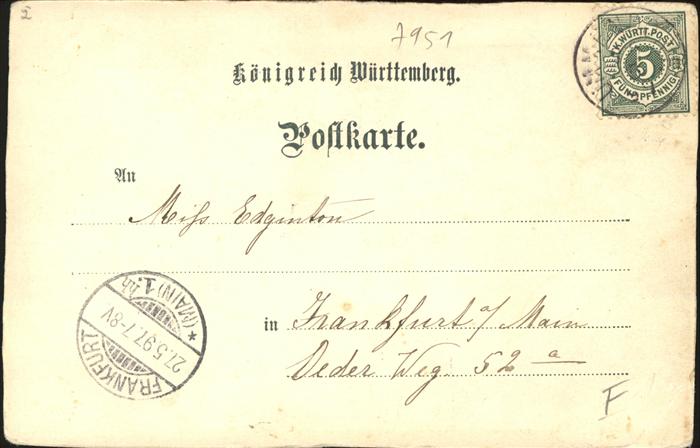 7951
K. WÜRTT. POST
5
FÜNF PFENNIG
Königreich Württemberg.
Postkarte.
An
Miss Edginton
in Frankfurt a/ Main
Oeder Weg 52 a
FRANKFURT
27.5.97. 7-8V.
* (MAIN) 1.
F